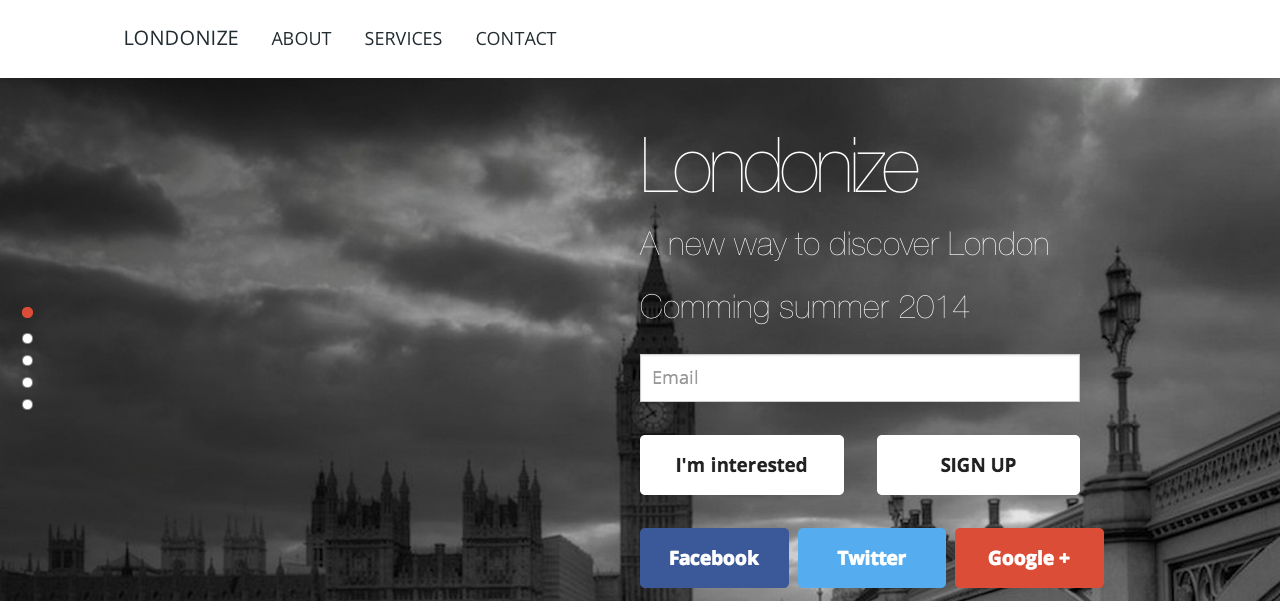 LONDONIZE ABOUT SERVICES CONTACT
Londonize
A new way to discover London
Comming summer 2014
Email
I'm interested SIGN UP
Facebook Twitter Google +